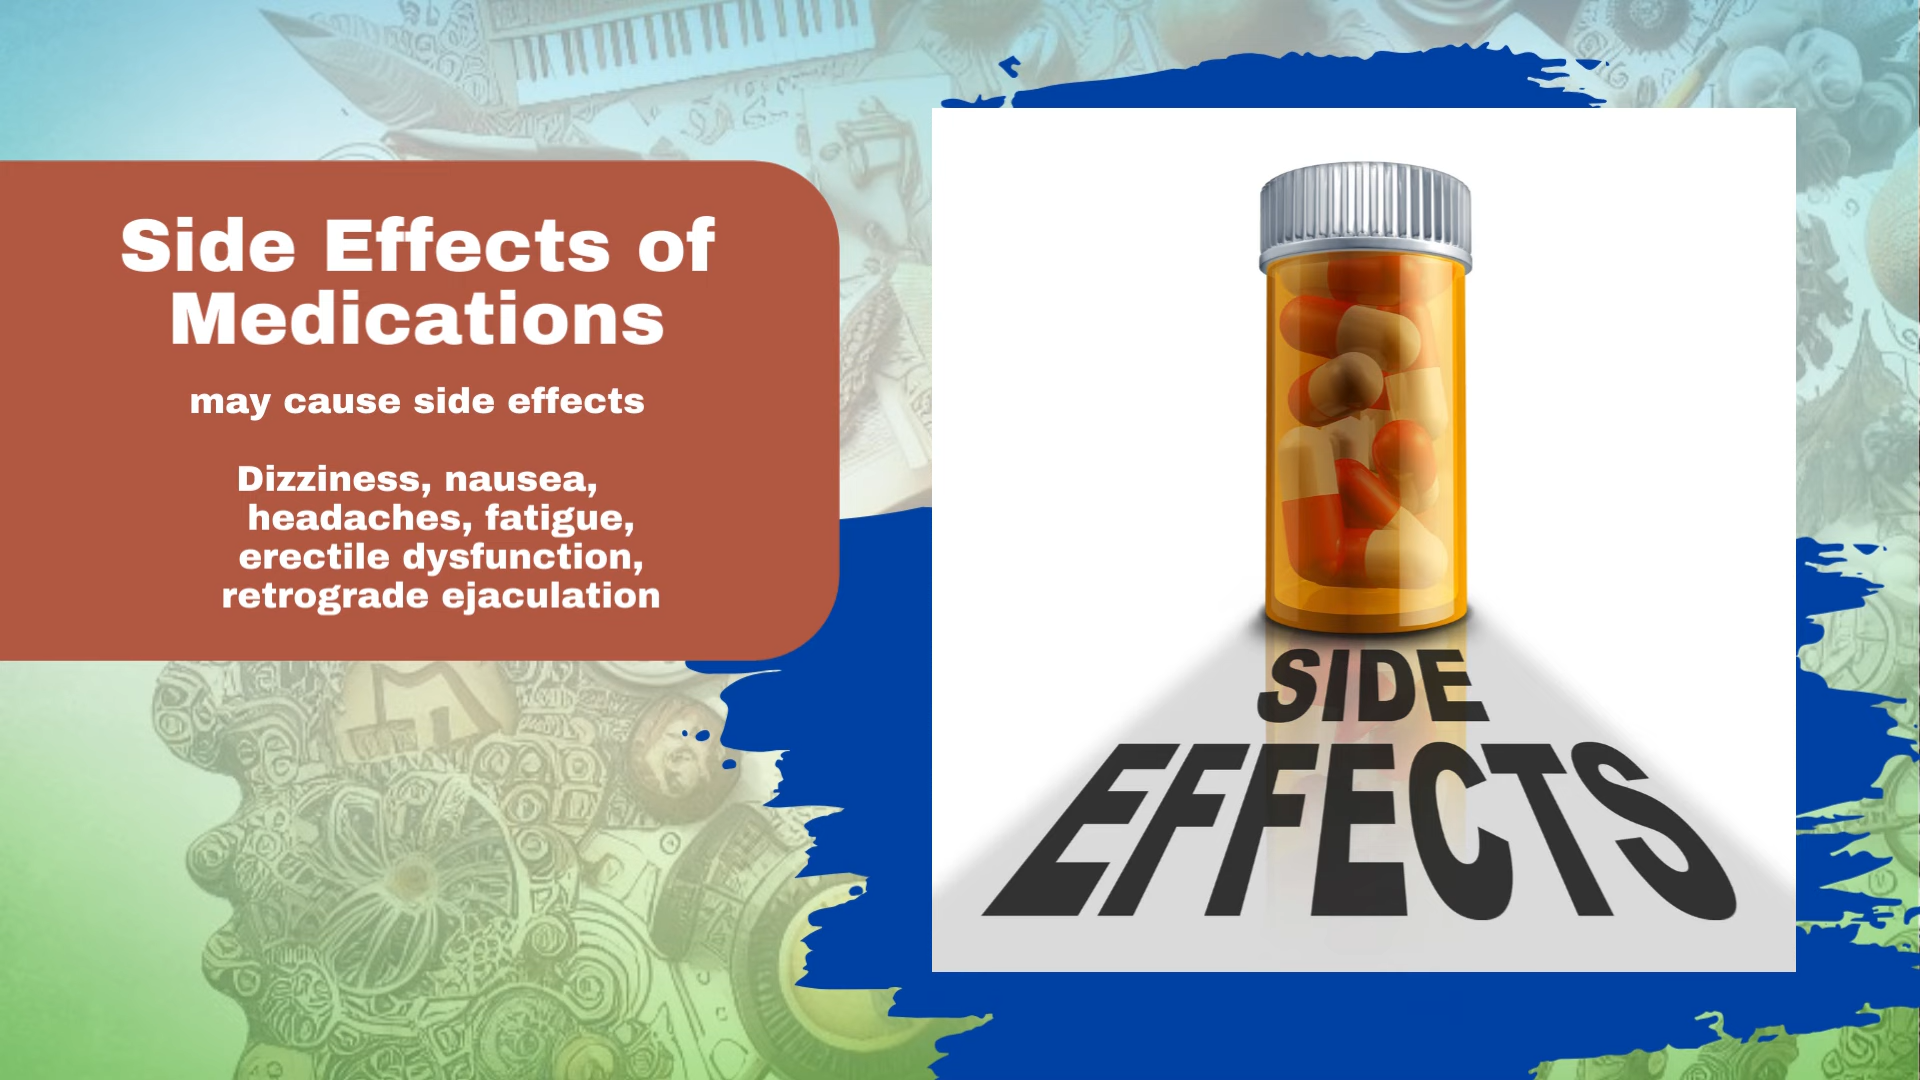 Side Effects of
Medications
may cause side effects
Dizziness, nausea,
headaches, fatigue,
erectile dysfunction,
retrograde ejaculation
SIDE
EFFECTS